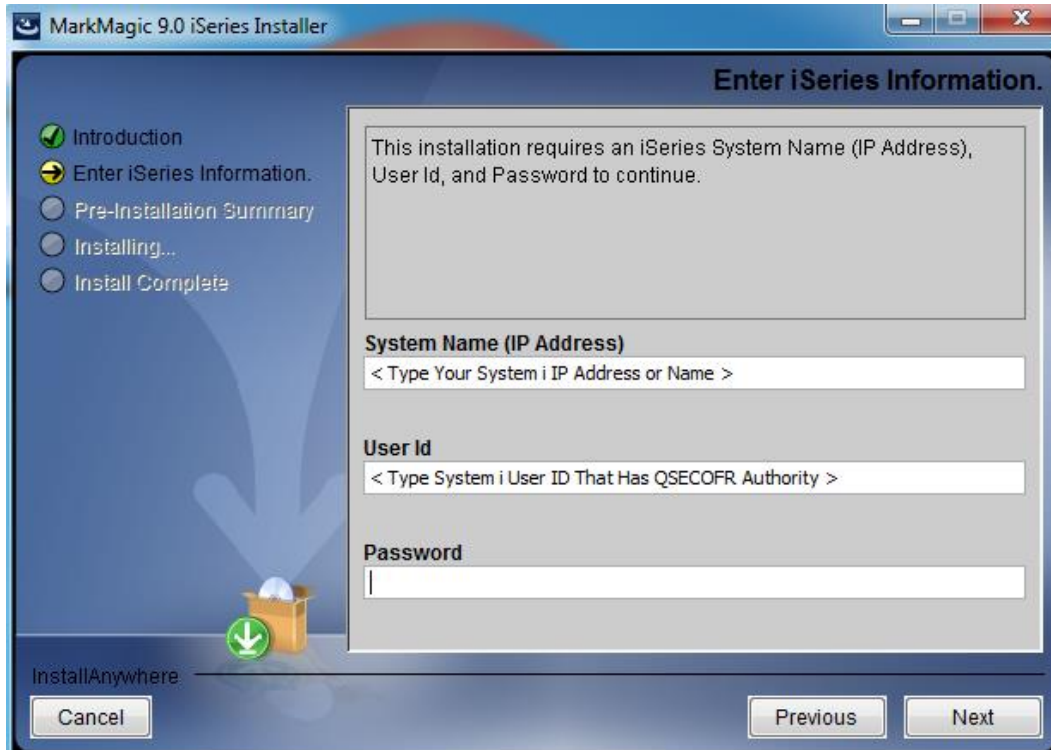 MarkMagic 9.0 iSeries Installer
Enter iSeries Information.
Introduction
Enter iSeries Information.
Pre-Installation Summary
Installing...
Install Complete
This installation requires an iSeries System Name (IP Address),
User Id, and Password to continue.
System Name (IP Address)
< Type Your System i IP Address or Name >
User Id
< Type System i User ID That Has QSECOFR Authority >
Password
InstallAnywhere
Cancel
Previous
Next